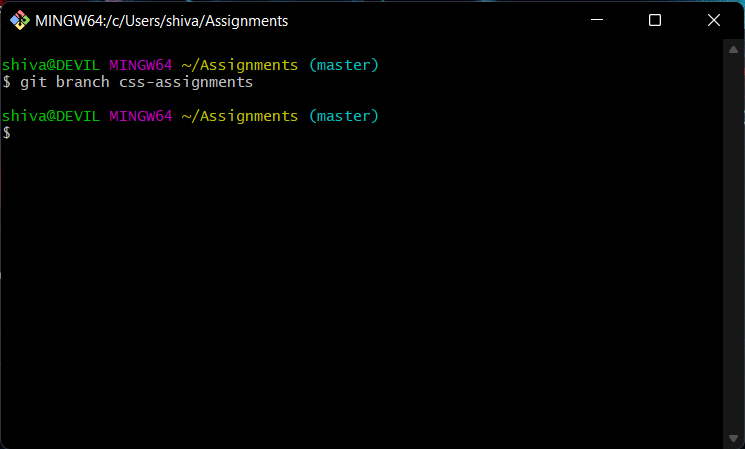 MINGW64:/c/Users/shiva/Assignments
shiva@DEVIL MINGW64 ~/Assignments (master)
$ git branch css-assignments
shiva@DEVIL MINGW64 ~/Assignments (master)
$